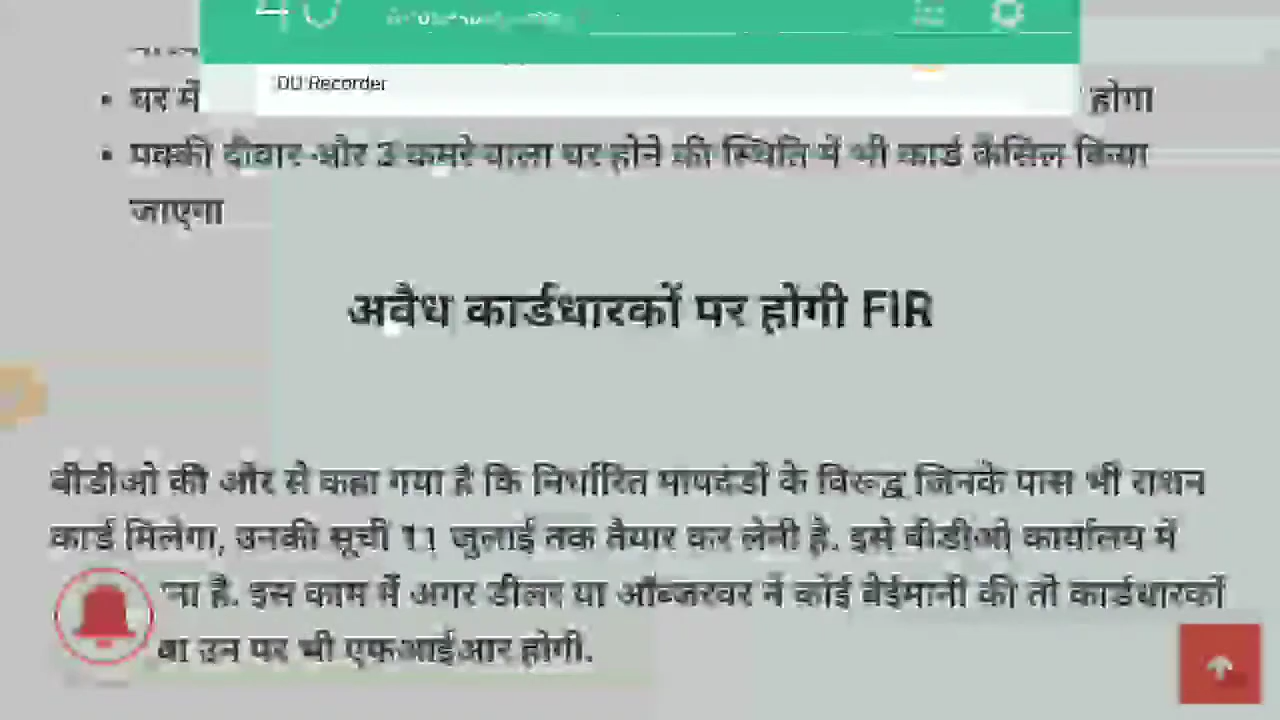 DU Recorder
घर में होगा
पक्की दीवार और 3 कमरे वाला घर होने की स्थिति में भी कार्ड कैंसिल किया
जाएगा
अवैध कार्डधारकों पर होगी FIR
बीडीओ की ओर से कहा गया है कि निर्धारित मापदंडों के विरूद्ध जिनके पास भी राशन
कार्ड मिलेगा, उनकी सूची 11 जुलाई तक तैयार कर लेनी है. इसे बीडीओ कार्यालय में
है. इस काम में अगर डीलर या ऑब्जरवर ने कोई बेईमानी की तो कार्डधारकों
उन पर भी एफआईआर होगी.